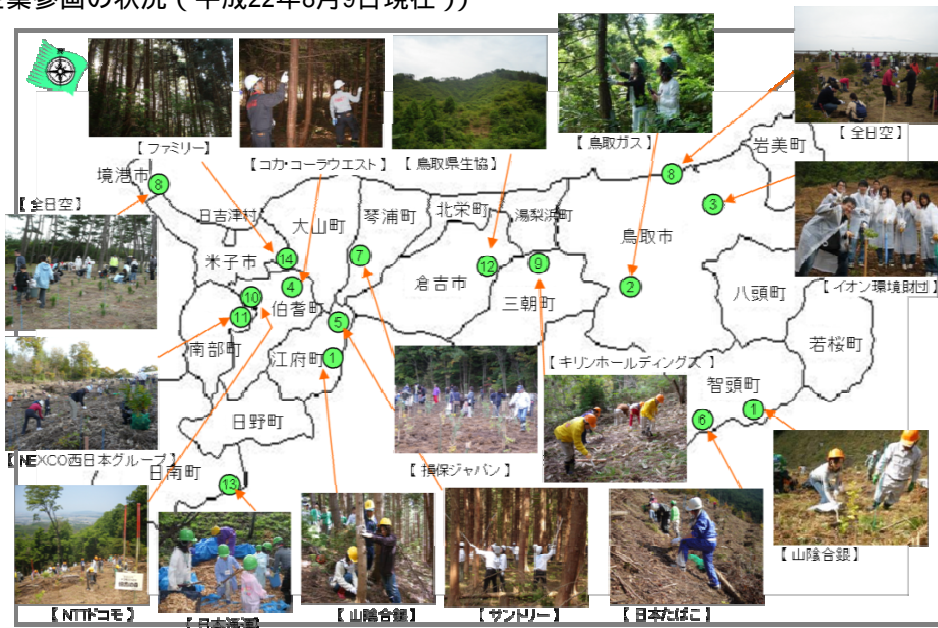 業参画の状況(平成22年8月9日現在))
【ファミリー】
【コカ・コーラウエスト】
【鳥取県生協】
【鳥取ガス】
【全日空】
岩美町
境港市
8
8
【全日空】
日吉津村
大山町
琴浦町
北栄町
湯梨浜町
3
鳥取市
米子市
14
7
倉吉市
12
9
4
2
【イオン環境財団】
10
伯耆町
三朝町
八頭町
11
5
若桜町
南部町
江府町
1
【キリンホールディングズ】
智頭町
日野町
6
1
【NEXCO西日本グループ】
【損保ジャパン】
日南町
13
【山陰合銀】
【NTTドコモ】
【山陰合銀】
【サントリー】
【日本たばこ】